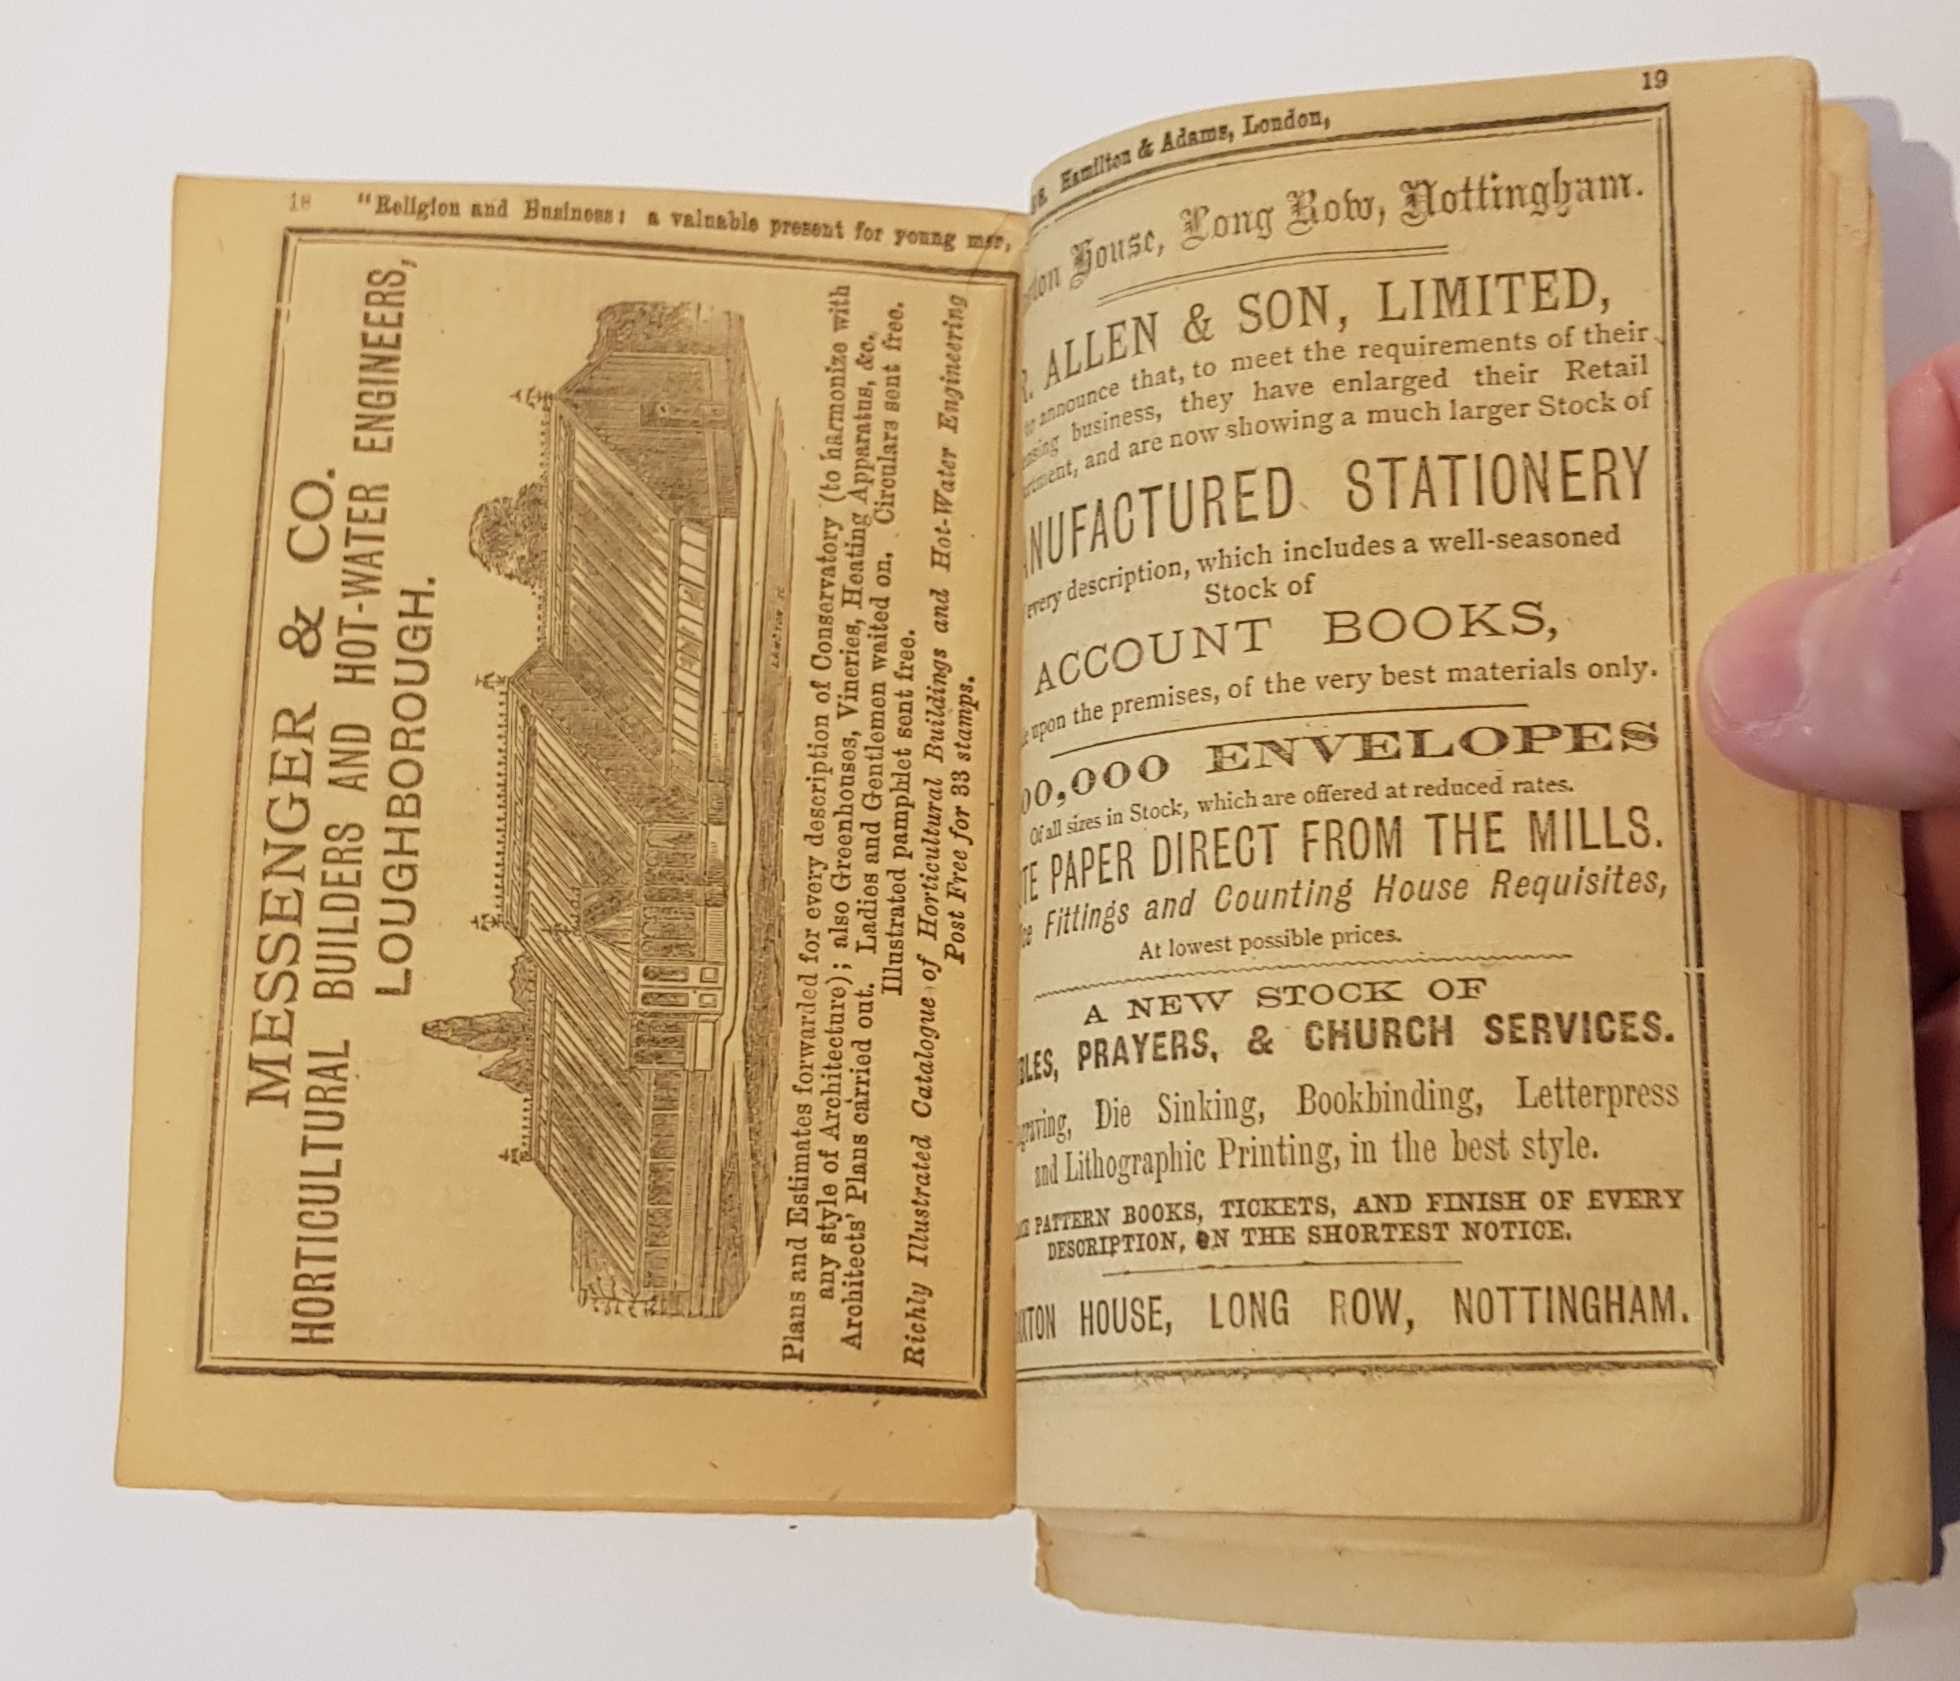 18 "Religion and Business: a valuable present for young men,
MESSENGER & CO.
HORTICULTURAL BUILDERS AND HOT-WATER ENGINEERS,
LOUGHBOROUGH.
Plans and Estimates forwarded for every description of Conservatory (to harmonize with
any style of Architecture); also Greenhouses, Vineries, Heating Apparatus, &c.
Architects' Plans carried out. Ladies and Gentlemen waited on. Circulars sent free.
Illustrated pamphlet sent free.
Richly Illustrated Catalogue of Horticultural Buildings and Hot-Water Engineering
Post Free for 33 stamps.
19
Hamilton & Adams, London,
House, Long Row, Nottingham.
R. ALLEN & SON, LIMITED,
to announce that, to meet the requirements of their
business, they have enlarged their Retail
and are now showing a much larger Stock of
STATIONERY
every description, which includes a well-seasoned
Stock of
ACCOUNT BOOKS,
upon the premises, of the very best materials only.
00,000 ENVELOPES
Of all sizes in Stock, which are offered at reduced rates.
PAPER DIRECT FROM THE MILLS.
Fittings and Counting House Requisites,
At lowest possible prices.
A NEW STOCK OF
PRAYERS, & CHURCH SERVICES.
Die Sinking, Bookbinding, Letterpress
and Lithographic Printing, in the best style.
PATTERN BOOKS, TICKETS, AND FINISH OF EVERY
DESCRIPTION, ON THE SHORTEST NOTICE.
HOUSE, LONG ROW, NOTTINGHAM.